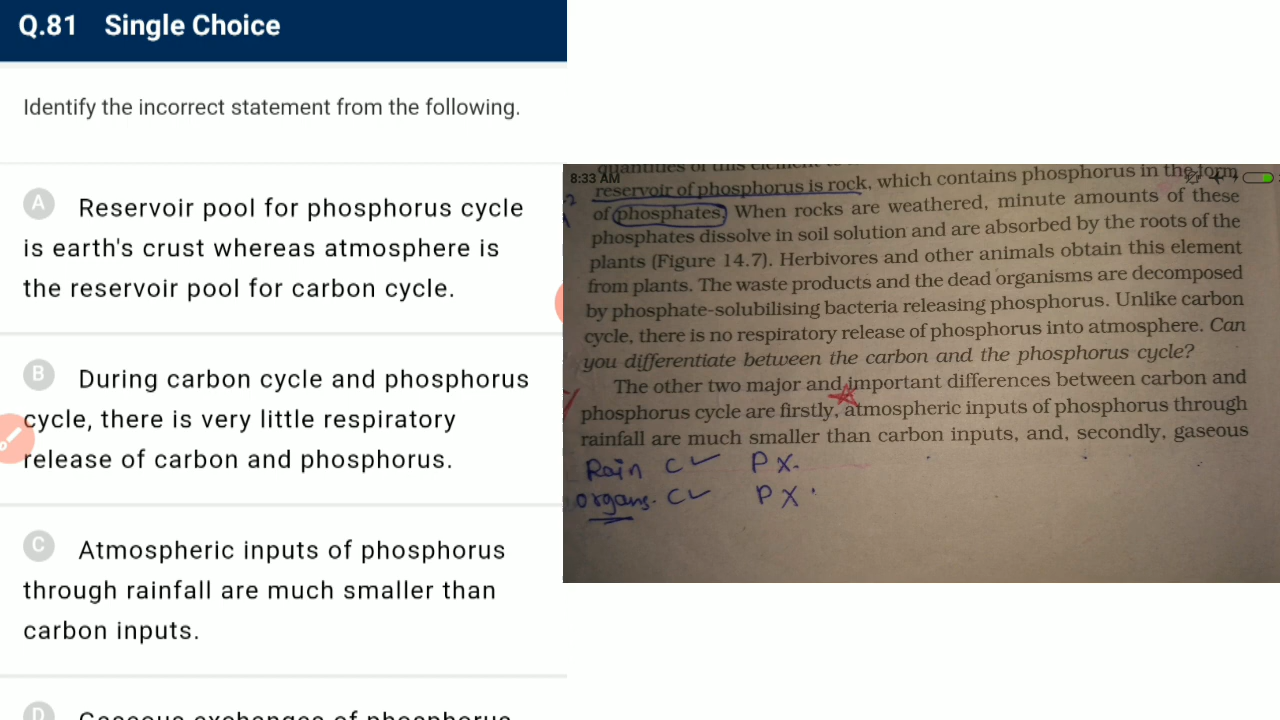 Q.81 Single Choice
Identify the incorrect statement from the following.
A Reservoir pool for phosphorus cycle
is earth's crust whereas atmosphere is
the reservoir pool for carbon cycle.
B During carbon cycle and phosphorus
cycle, there is very little respiratory
release of carbon and phosphorus.
C Atmospheric inputs of phosphorus
through rainfall are much smaller than
carbon inputs.
D Gaseous exchanges of phosphorus
8:33 AM
quantities of this element to
reservoir of phosphorus is rock, which contains phosphorus in the form
of phosphates. When rocks are weathered, minute amounts of these
phosphates dissolve in soil solution and are absorbed by the roots of the
plants (Figure 14.7). Herbivores and other animals obtain this element
from plants. The waste products and the dead organisms are decomposed
by phosphate-solubilising bacteria releasing phosphorus. Unlike carbon
cycle, there is no respiratory release of phosphorus into atmosphere. Can
you differentiate between the carbon and the phosphorus cycle?
The other two major and important differences between carbon and
phosphorus cycle are firstly, atmospheric inputs of phosphorus through
rainfall are much smaller than carbon inputs, and, secondly, gaseous
Rain C ✓ P X.
organs. C ✓ P X